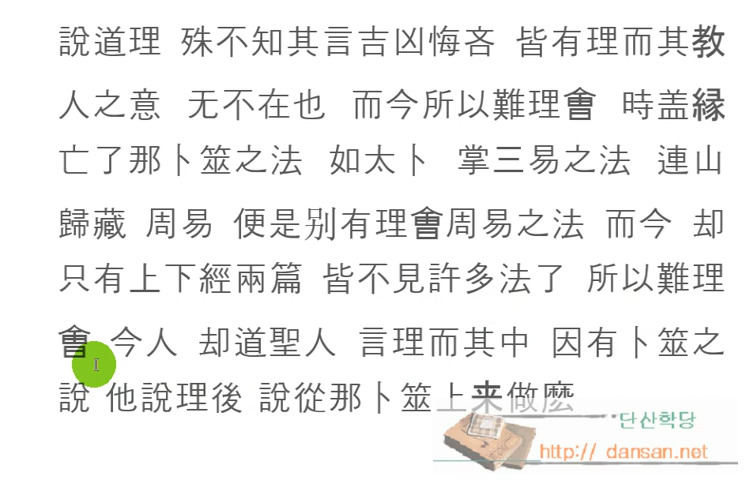 說道理 殊不知其言吉凶悔吝 皆有理而其教
人之意 无不在也 而今所以難理會 時盖縁
亡了那卜筮之法 如太卜 掌三易之法 連山
歸藏 周易 便是别有理會周易之法 而今 却
只有上下經兩篇 皆不見許多法了 所以難理
會 今人 却道聖人 言理而其中 因有卜筮之
說 他說理後 說從那卜筮上来做麽
단산학당
http:// dansan.net